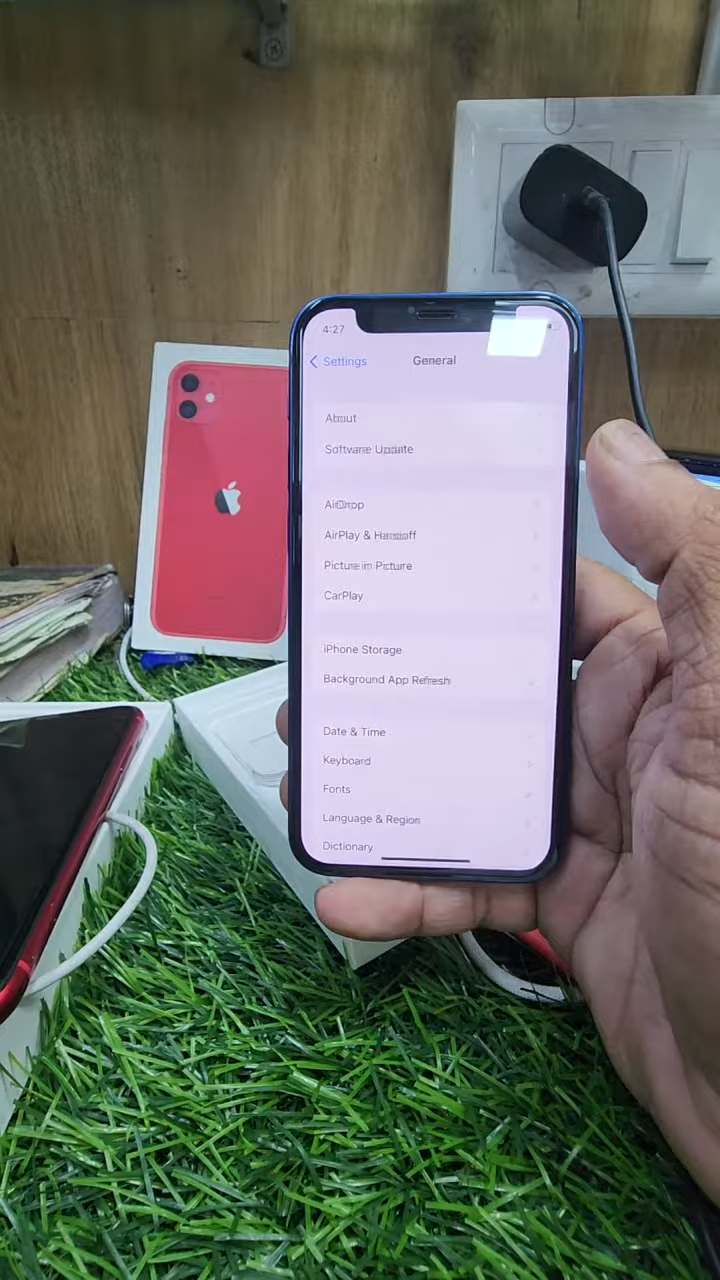 4:27
Settings
General
About
Software Update
AirDrop
AirPlay & Handoff
Picture in Picture
CarPlay
iPhone Storage
Background App Refresh
Date & Time
Keyboard
Fonts
Language & Region
Dictionary